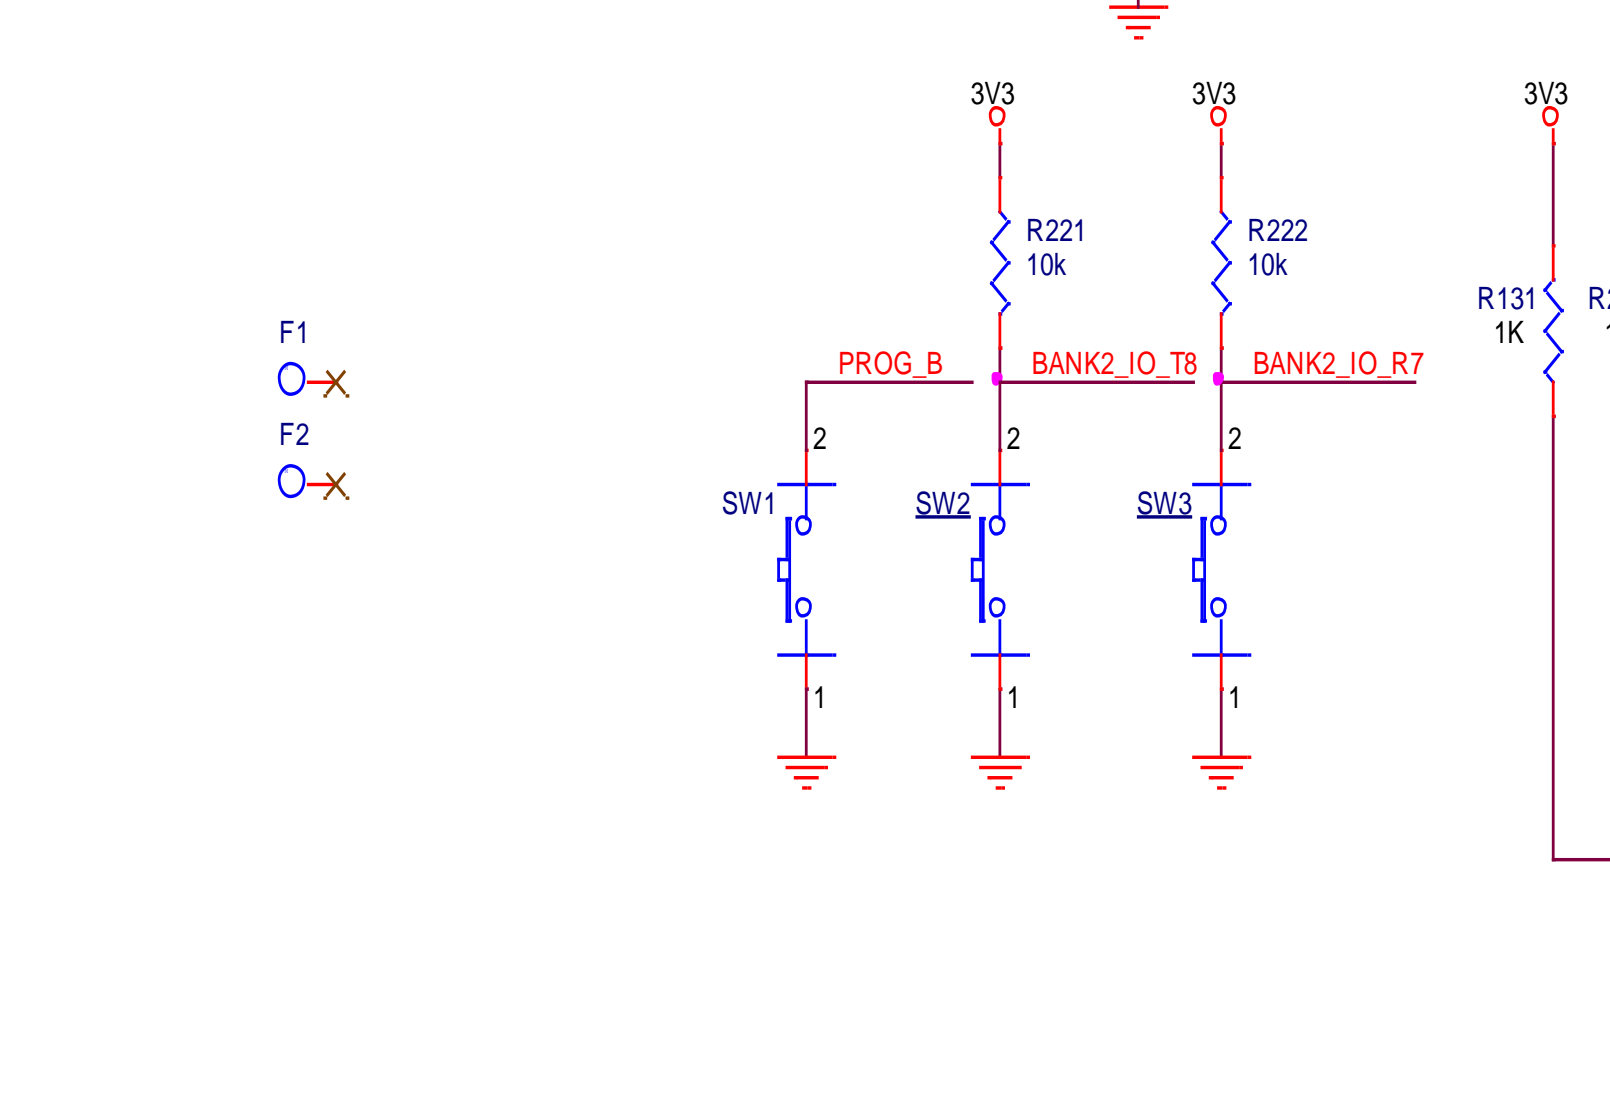 3V3 3V3 3V3
R221 R222
10k 10k
R131
1K
F1
PROG_B BANK2_IO_T8 BANK2_IO_R7
F2
2 2 2
SW1 SW2 SW3
1 1 1